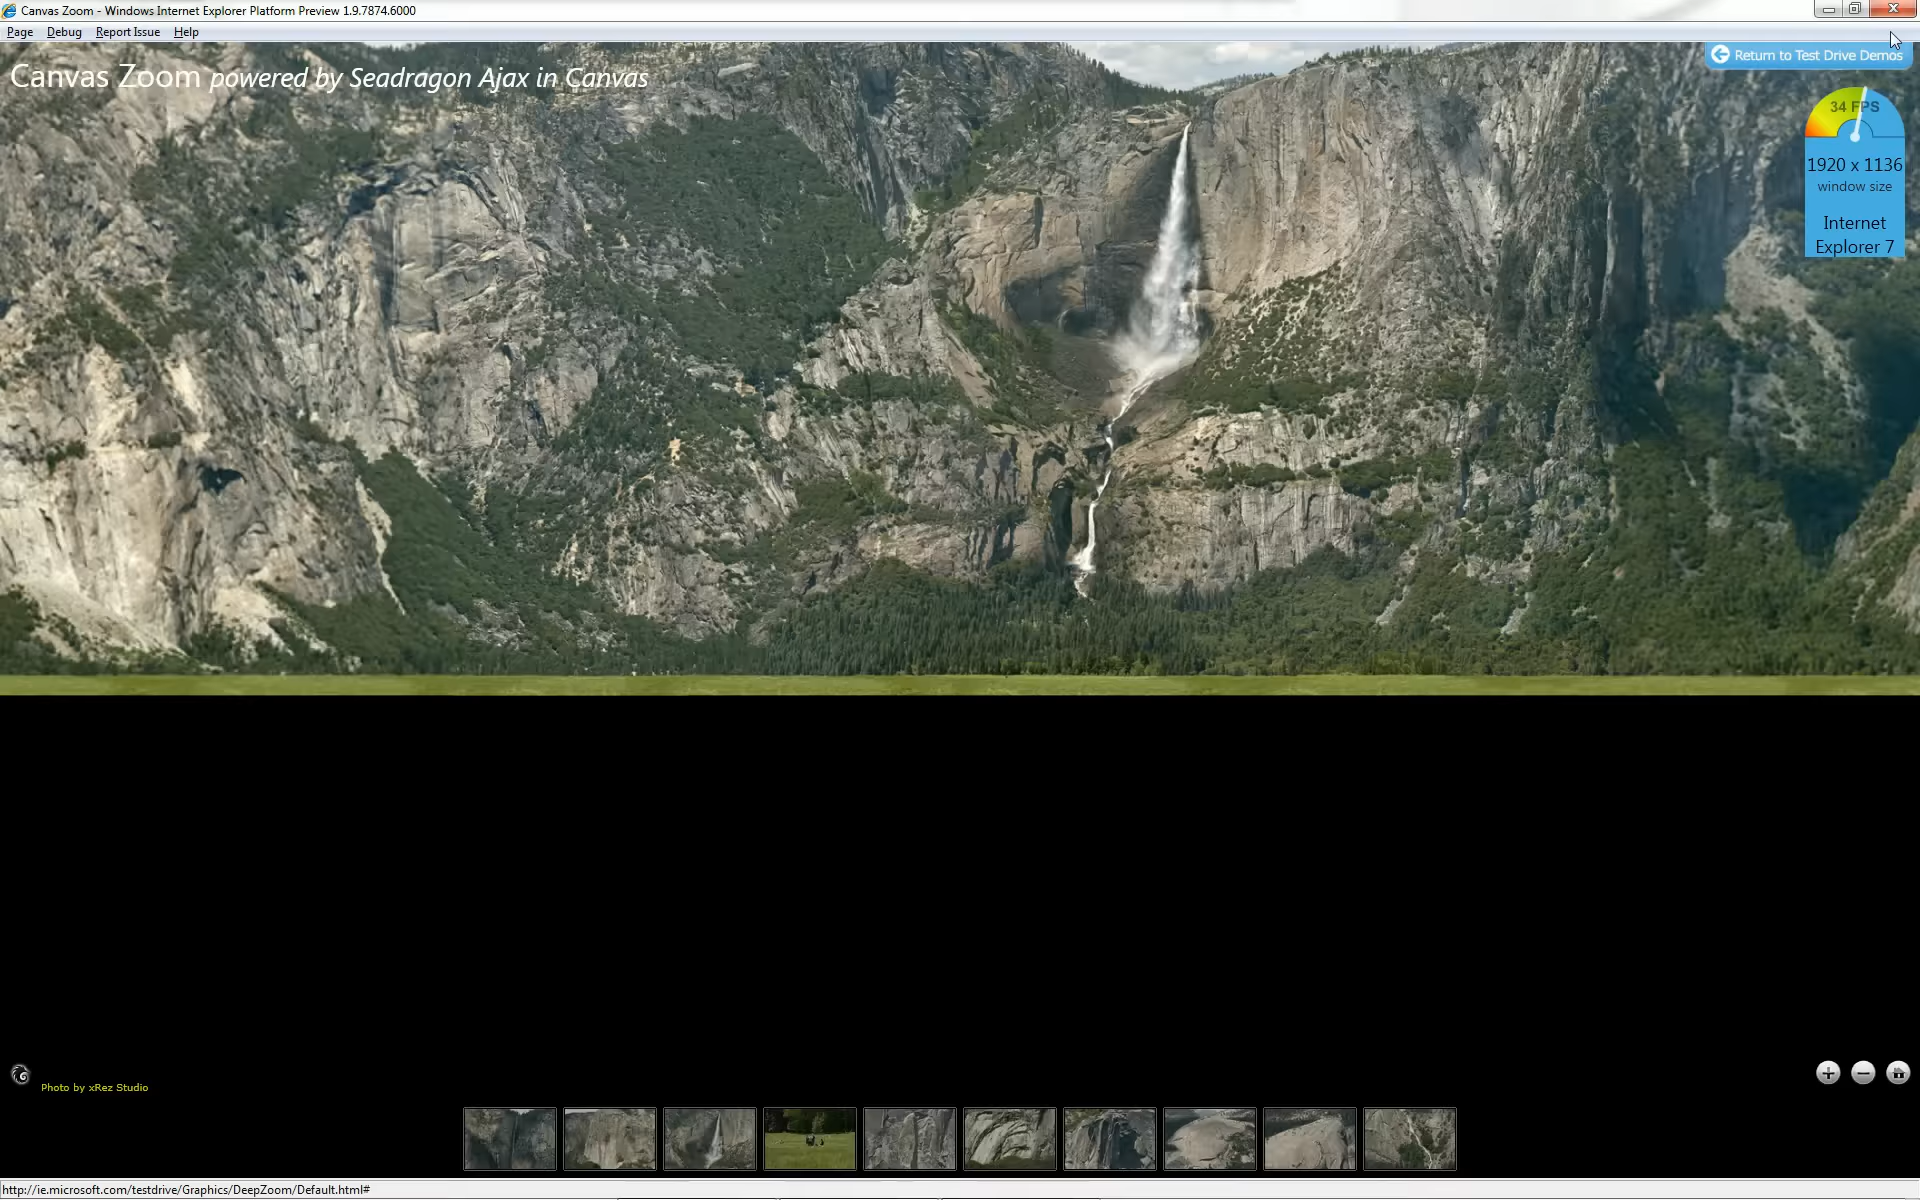 Canvas Zoom - Windows Internet Explorer Platform Preview 1.9.7874.6000
Page Debug Report Issue Help
Return to Test Drive Demos
Canvas Zoom powered by Seadragon Ajax in Canvas
34 FPS
1920 x 1136
window size
Internet
Explorer 7
Photo by xRez Studio
http://ie.microsoft.com/testdrive/Graphics/DeepZoom/Default.html#